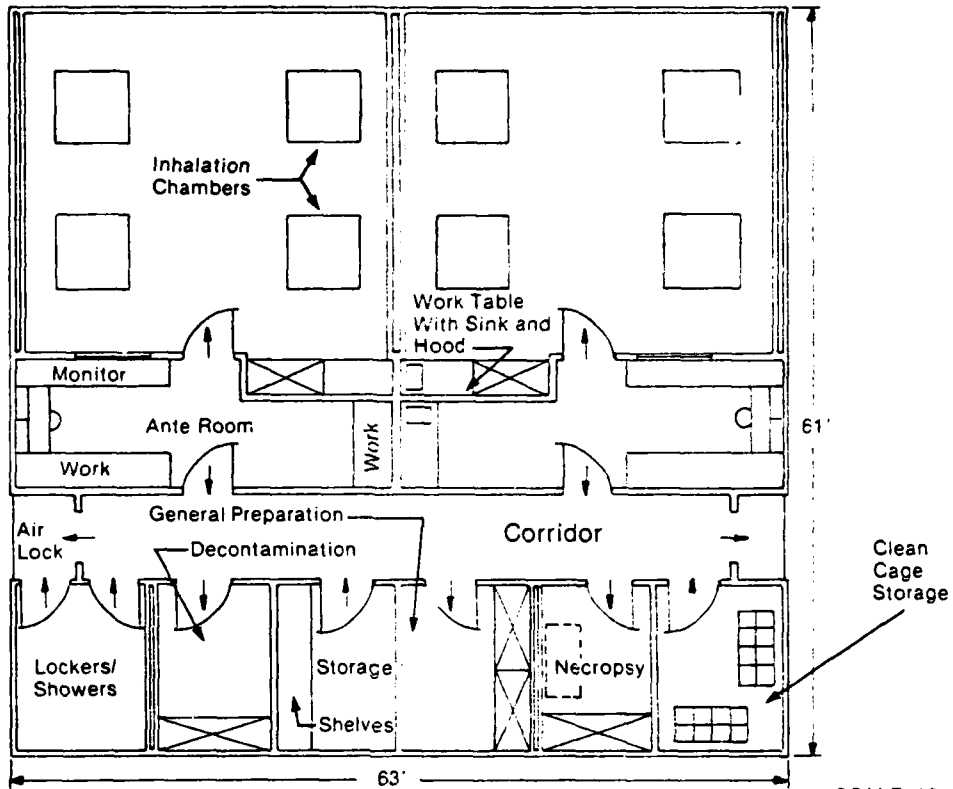 Inhalation
Chambers
Work Table
With Sink and
Hood
Monitor
Ante Room
Work
Work
61'
General Preparation
Corridor
Air
Lock
Decontamination
Clean
Cage
Storage
Lockers/
Showers
Storage
Necropsy
Shelves
63'